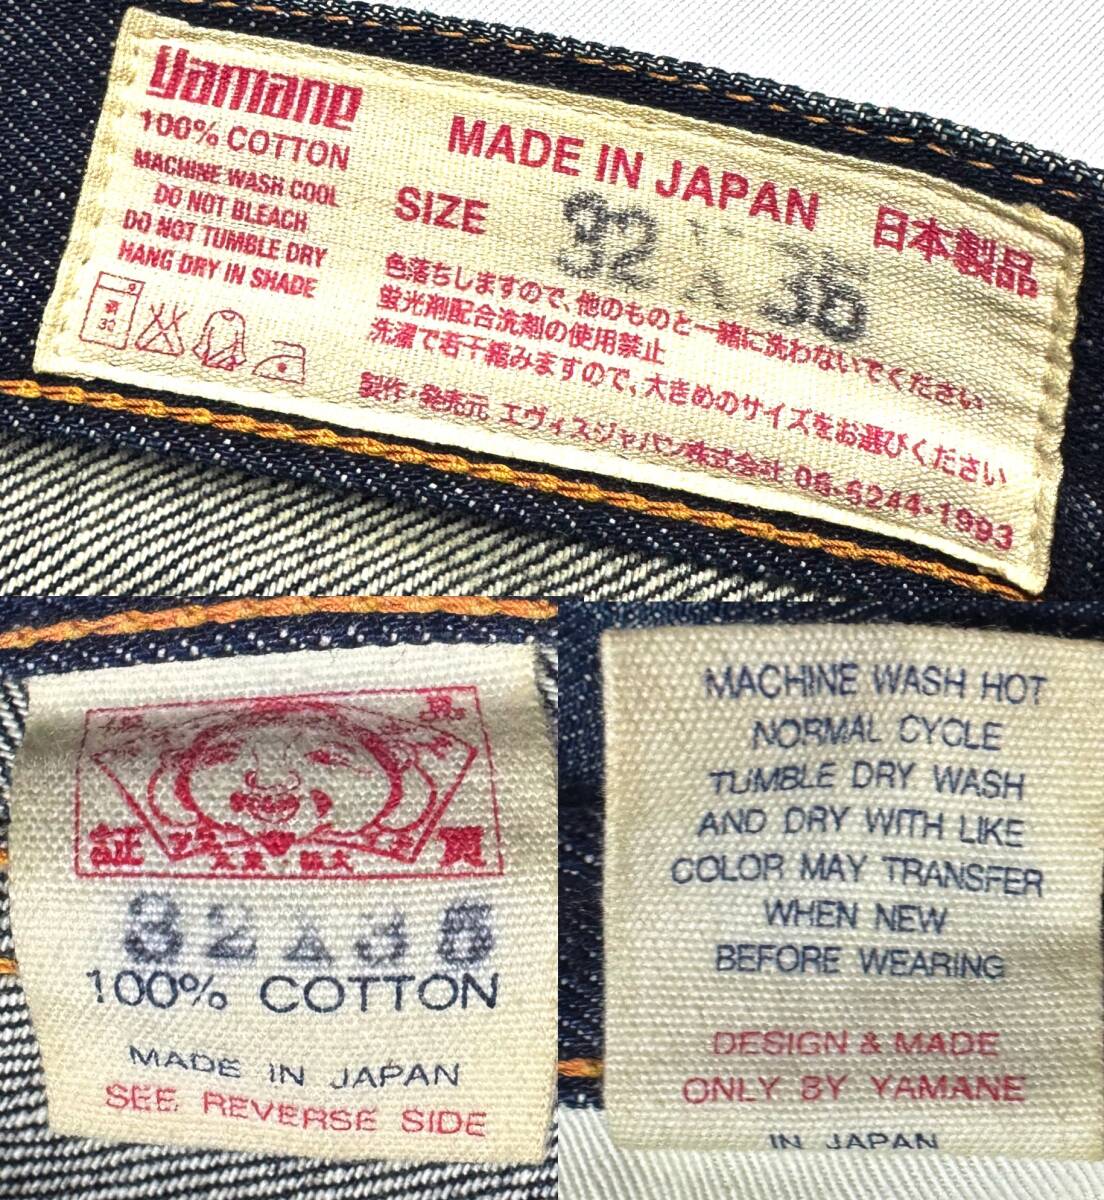 Yamane
100% COTTON
MACHINE WASH COOL
DO NOT BLEACH
DO NOT TUMBLE DRY
HANG DRY IN SHADE
30
MADE IN JAPAN 日本製品
SIZE 32 X 36
色落ちしますので、他のものと一緒に洗わないでください
蛍光剤配合洗剤の使用禁止
洗濯で若干縮みますので、大きめのサイズをお選びください
製作・発売元 エヴィスジャパン株式会社 06-6244-1993
証
32 X 36
100% COTTON
MADE IN JAPAN
SEE REVERSE SIDE
MACHINE WASH HOT
NORMAL CYCLE
TUMBLE DRY WASH
AND DRY WITH LIKE
COLOR MAY TRANSFER
WHEN NEW
BEFORE WEARING
DESIGN & MADE
ONLY BY YAMANE
IN JAPAN